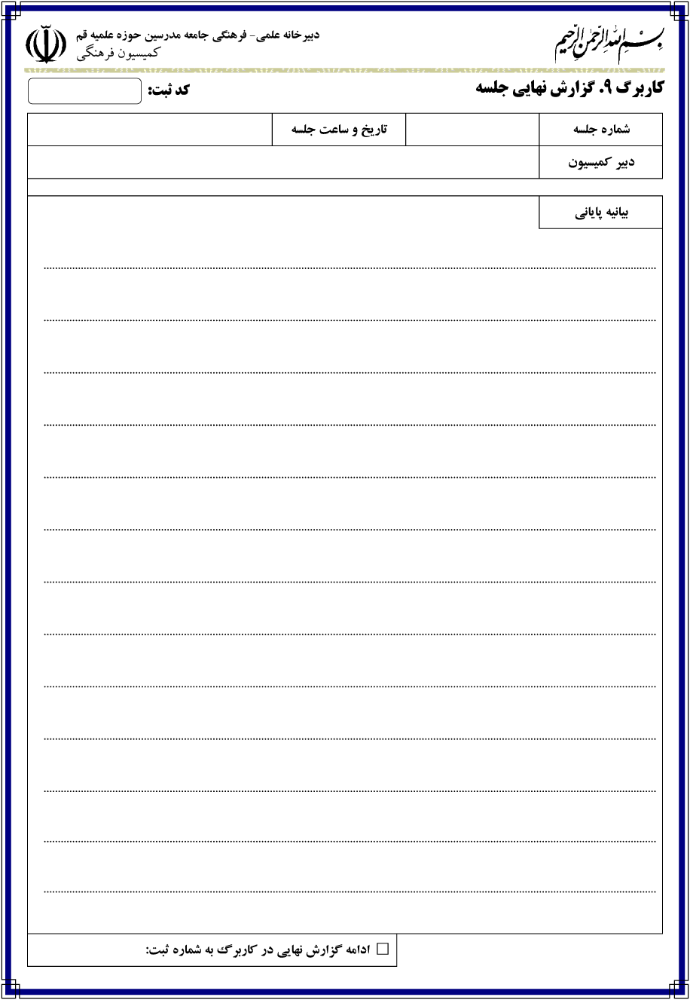 بسم الله الرحمن الرحیم
دبیرخانه علمی- فرهنگی جامعه مدرسین حوزه علمیه قم
کمیسیون فرهنگی
کاربرگ ۹. گزارش نهایی جلسه
کد ثبت:
شماره جلسه
تاریخ و ساعت جلسه
دبیر کمیسیون
بیانیه پایانی
ادامه گزارش نهایی در کاربرگ به شماره ثبت: